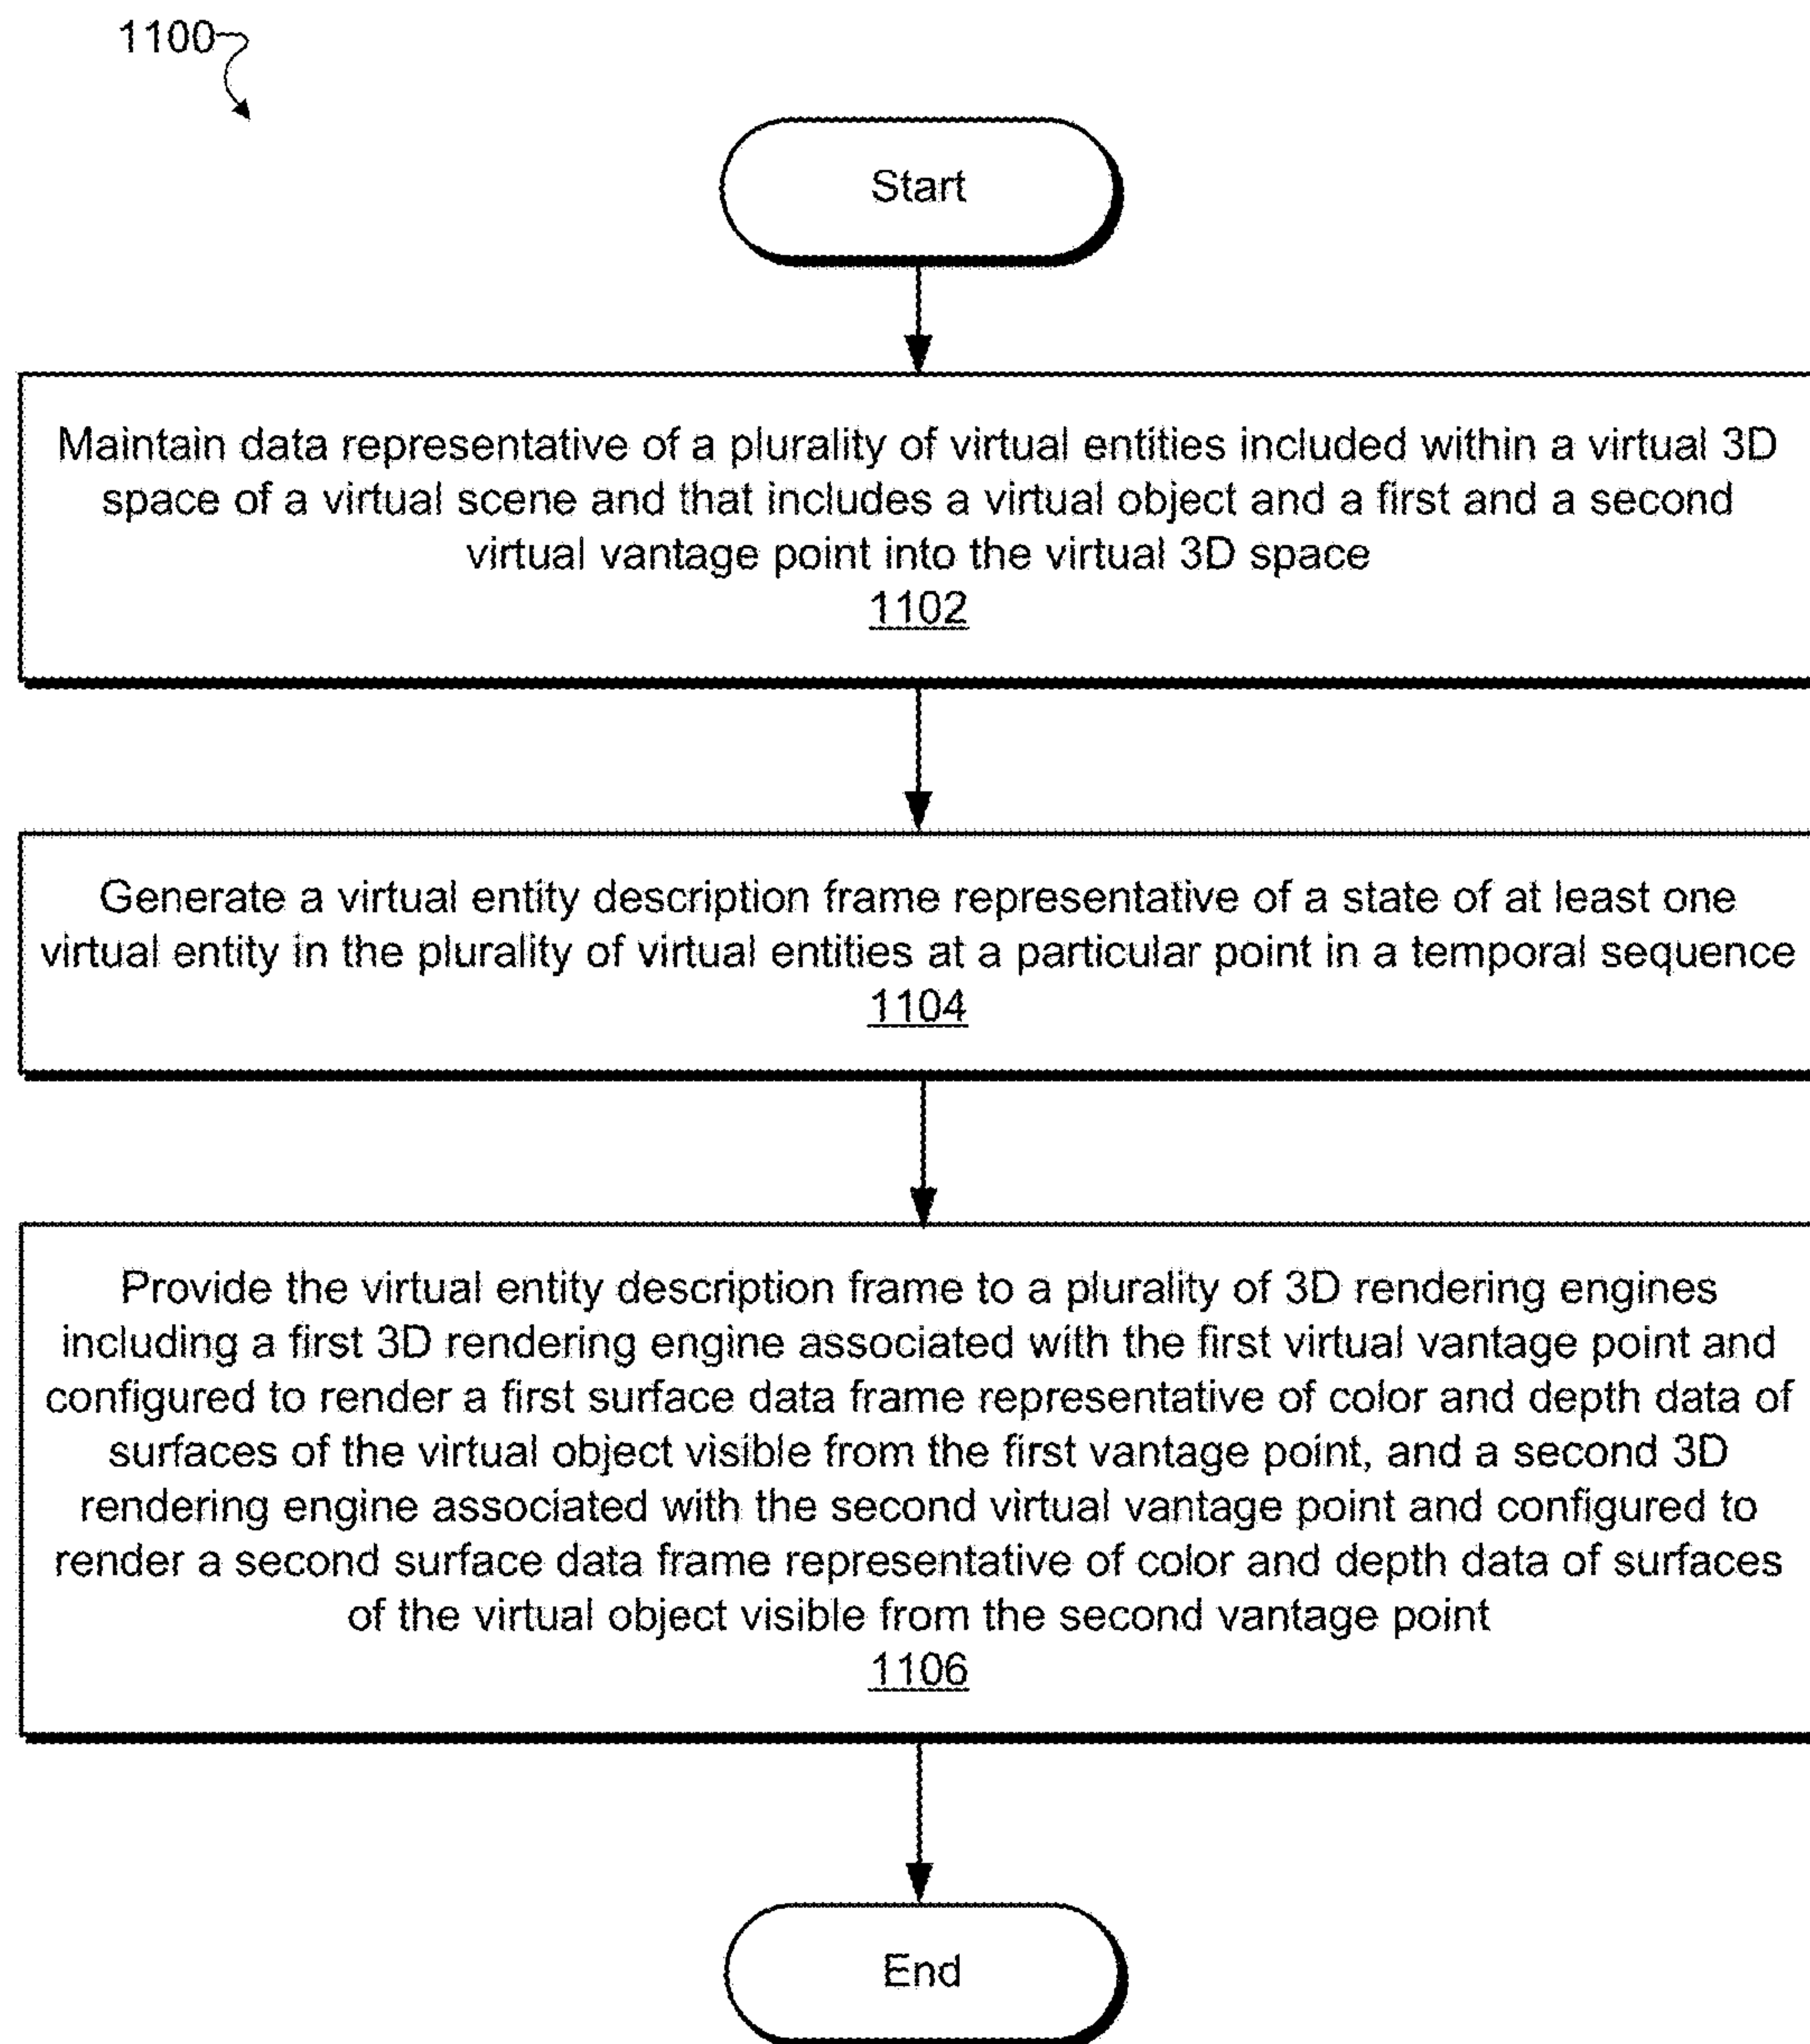 1100
Start
Maintain data representative of a plurality of virtual entities included within a virtual 3D
space of a virtual scene and that includes a virtual object and a first and a second
virtual vantage point into the virtual 3D space
1102
Generate a virtual entity description frame representative of a state of at least one
virtual entity in the plurality of virtual entities at a particular point in a temporal sequence
1104
Provide the virtual entity description frame to a plurality of 3D rendering engines
including a first 3D rendering engine associated with the first virtual vantage point and
configured to render a first surface data frame representative of color and depth data of
surfaces of the virtual object visible from the first vantage point, and a second 3D
rendering engine associated with the second virtual vantage point and configured to
render a second surface data frame representative of color and depth data of surfaces
of the virtual object visible from the second vantage point
1106
End